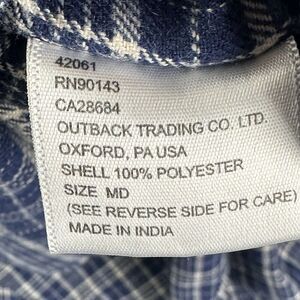 42061
RN90143
CA28684
OUTBACK TRADING CO. LTD.
OXFORD, PA USA
SHELL 100% POLYESTER
SIZE MD
(SEE REVERSE SIDE FOR CARE)
MADE IN INDIA